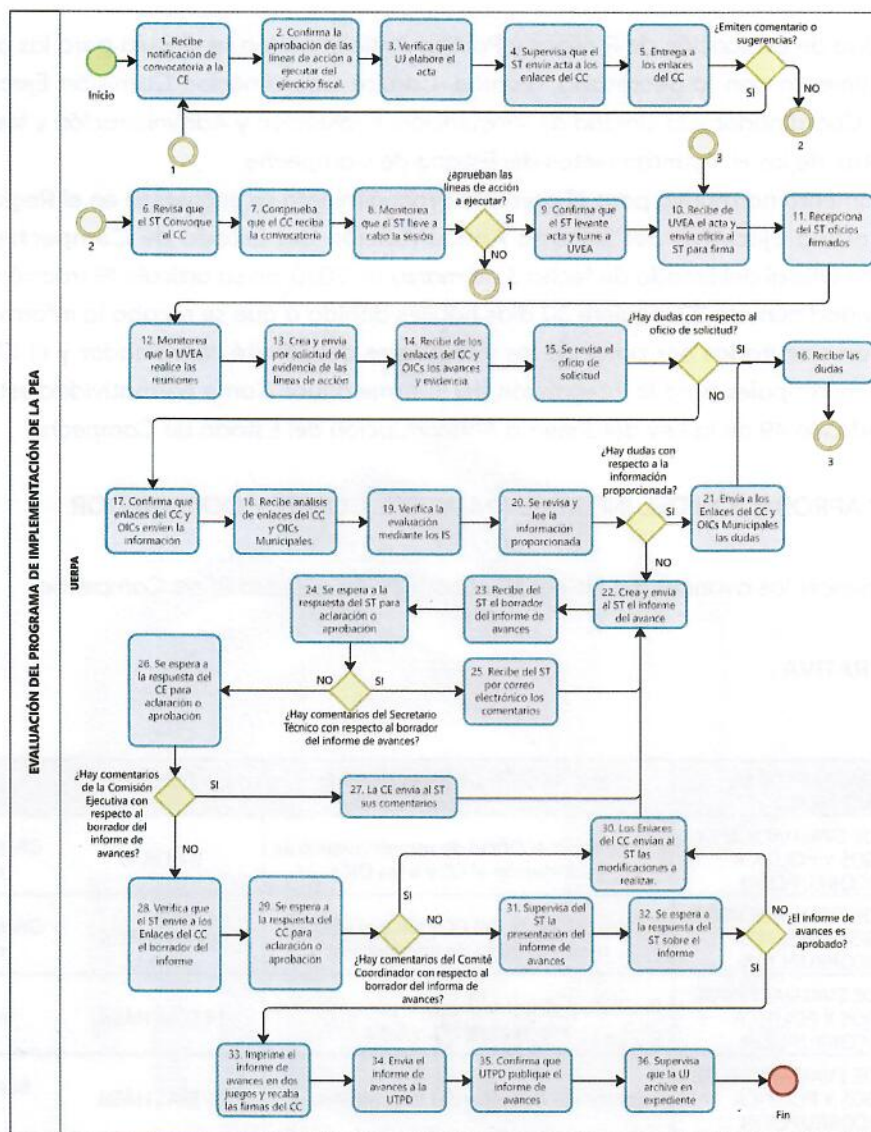 EVALUACIÓN DEL PROGRAMA DE IMPLEMENTACIÓN DE LA PEA
UERPA
Inicio
1. Recibe
notificación de
convocatoria a la
CE
2. Confirma la
aprobación de las
líneas de acción a
ejecutar del
ejercicio fiscal.
3. Verifica que la
UJ elabore el
acta
4. Supervisa que el
ST envie acta a los
enlaces del CC
5. Entrega a
los enlaces
del CC
¿Emiten comentario o
sugerencias?
SI
NO
1
2
3
2
6. Revisa que
el ST Convoque
al CC
7. Comprueba
que el CC reciba
la convocatoria
8. Monitorea
que el ST lleve a
cabo la sesión
¿aprueban las
líneas de acción
a ejecutar?
SI
NO
1
9. Confirma que
el ST levante
acta y turne a
UVEA
10. Recibe de
UVEA el acta y
envía oficio al
ST para firma
11.
Recepciona
del ST oficios
firmados
12.
Monitorea
que la UVEA
realice las
reuniones
13. Crea y envia
por solicitud de
evidencia de las
líneas de acción
14. Recibe de los
enlaces del CC y
OICs los avances y
evidencia
15. Se revisa el
oficio de
solicitud
¿Hay dudas con respecto al
oficio de solicitud?
SI
NO
16. Recibe las
dudas
3
17. Confirma que
enlaces del CC y
OICs envien la
información
18. Recibe análisis
de enlaces del CC
y OICs
Municipales.
19. Verifica la
evaluación
mediante los IS
20. Se revisa y
lee la
información
proporcionada
¿Hay dudas con
respecto a la
información
proporcionada?
SI
NO
21. Envía a los
Enlaces del CC y
OICs Municipales
las dudas
22. Crea y envía
al ST el informe
del avance
23. Recibe del
ST el borrador
del informe de
avances
24. Se espera a la
respuesta del ST para
aclaración o
aprobación
NO
SI
¿Hay comentarios del Secretario
Técnico con respecto al borrador
del informe de avances?
25. Recibe del ST
por correo
electrónico los
comentarios
26. Se espera a
la respuesta del
CE para
aclaración o
aprobación
¿Hay comentarios
de la Comisión
Ejecutiva con
respecto al
borrador del
informe de
avances?
SI
NO
27. La CE envia al ST
sus comentarios
28. Verifica que
el ST envie a los
Enlaces del CC
el borrador del
informe
29. Se espera a
la respuesta del
CC para
aclaración o
aprobación
SI
NO
¿Hay comentarios del Comité
Coordinador con respecto al
borrador del informa de
avances?
30. Los Enlaces
del CC envían al
ST las
modificaciones a
realizar.
31. Supervisa del
ST la
presentación del
informe de
avances
32. Se espera a
la respuesta del
ST sobre el
informe
NO
SI
¿El informe de
avances es
aprobado?
33. Imprime el
informe de
avances en dos
juegos y recaba
las firmas del CC
34. Envía el
informe de
avances a la
UTPD
35. Confirma que
UTPD publique el
informe de
avances
36. Supervisa
que la UJ
archive en
expediente
Fin